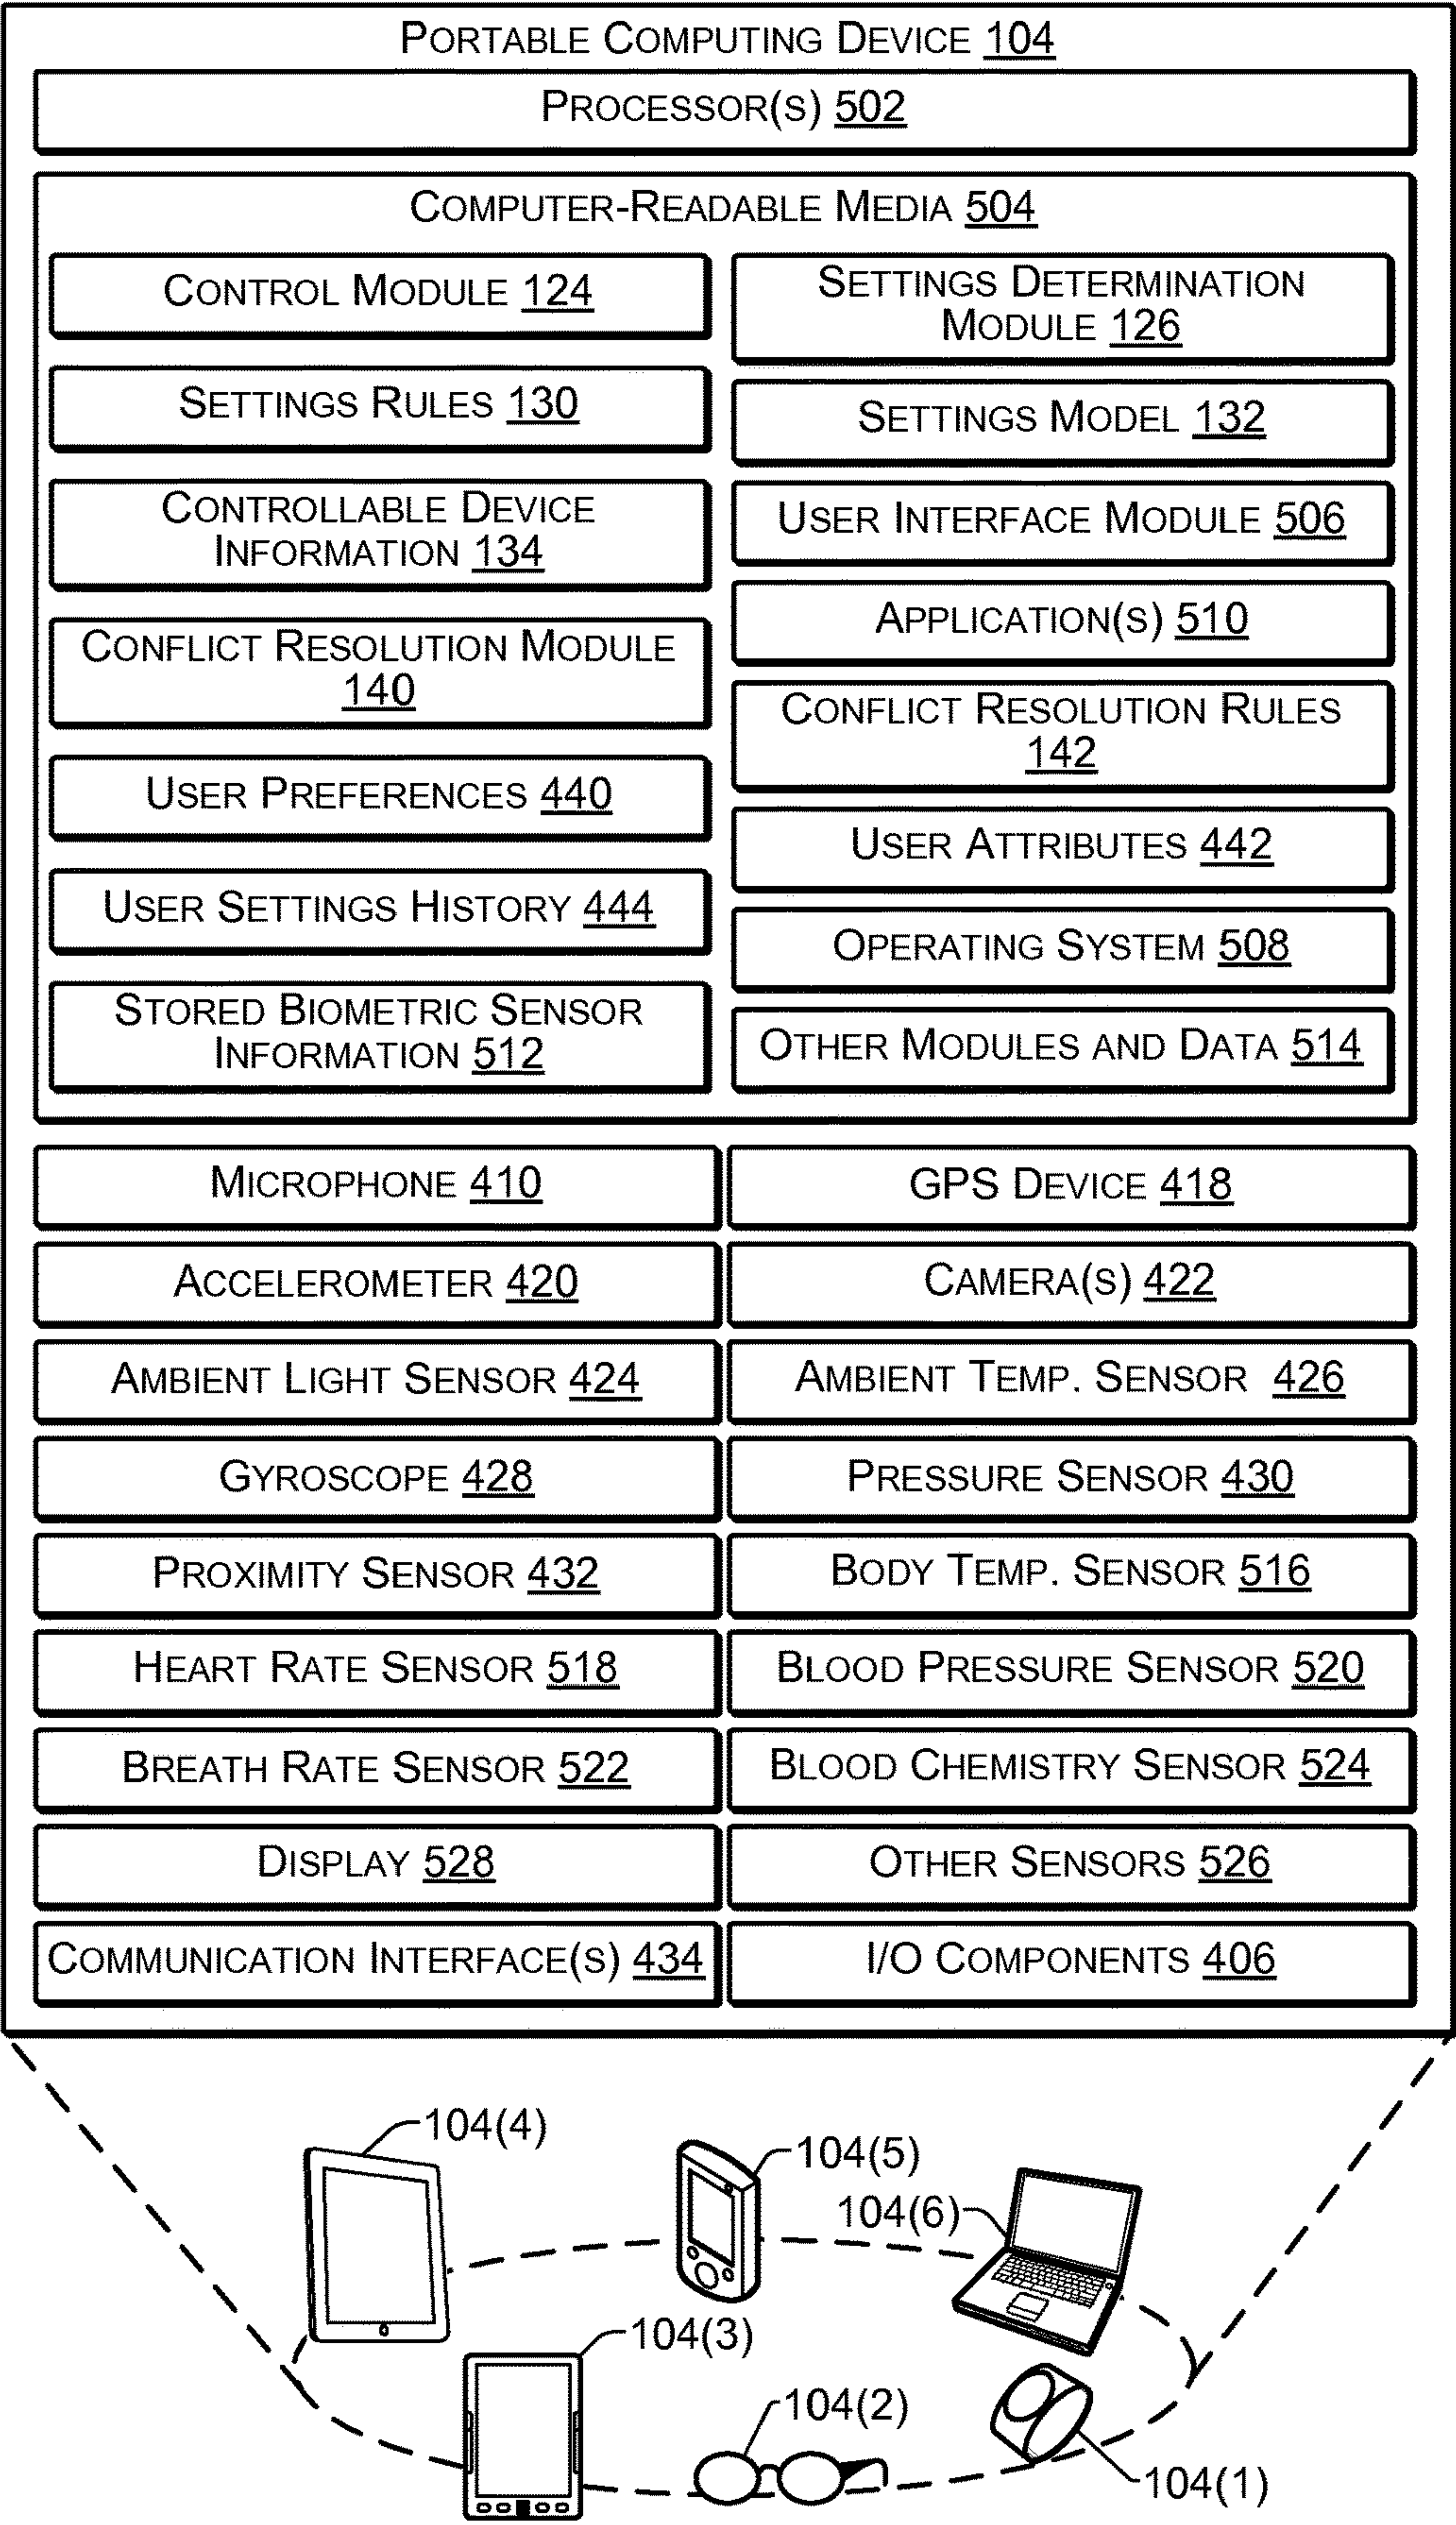 PORTABLE COMPUTING DEVICE 104
PROCESSOR(S) 502
COMPUTER-READABLE MEDIA 504
CONTROL MODULE 124
SETTINGS DETERMINATION
MODULE 126
SETTINGS RULES 130
SETTINGS MODEL 132
CONTROLLABLE DEVICE
INFORMATION 134
USER INTERFACE MODULE 506
APPLICATION(S) 510
CONFLICT RESOLUTION MODULE
140
CONFLICT RESOLUTION RULES
142
USER PREFERENCES 440
USER ATTRIBUTES 442
USER SETTINGS HISTORY 444
OPERATING SYSTEM 508
STORED BIOMETRIC SENSOR
INFORMATION 512
OTHER MODULES AND DATA 514
MICROPHONE 410
GPS DEVICE 418
ACCELEROMETER 420
CAMERA(S) 422
AMBIENT LIGHT SENSOR 424
AMBIENT TEMP. SENSOR 426
GYROSCOPE 428
PRESSURE SENSOR 430
PROXIMITY SENSOR 432
BODY TEMP. SENSOR 516
HEART RATE SENSOR 518
BLOOD PRESSURE SENSOR 520
BREATH RATE SENSOR 522
BLOOD CHEMISTRY SENSOR 524
DISPLAY 528
OTHER SENSORS 526
COMMUNICATION INTERFACE(S) 434
I/O COMPONENTS 406
104(4)
104(5)
104(6)
104(3)
104(2)
104(1)